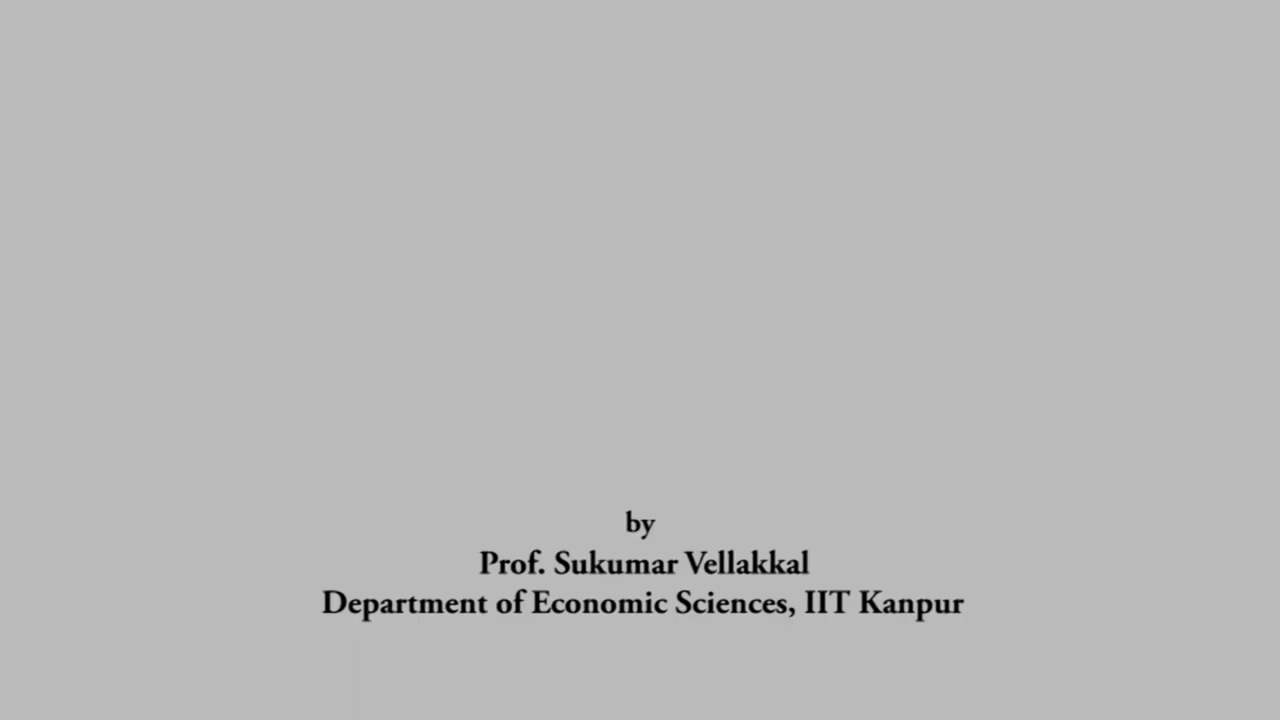 by
Prof. Sukumar Vellakkal
Department of Economic Sciences, IIT Kanpur